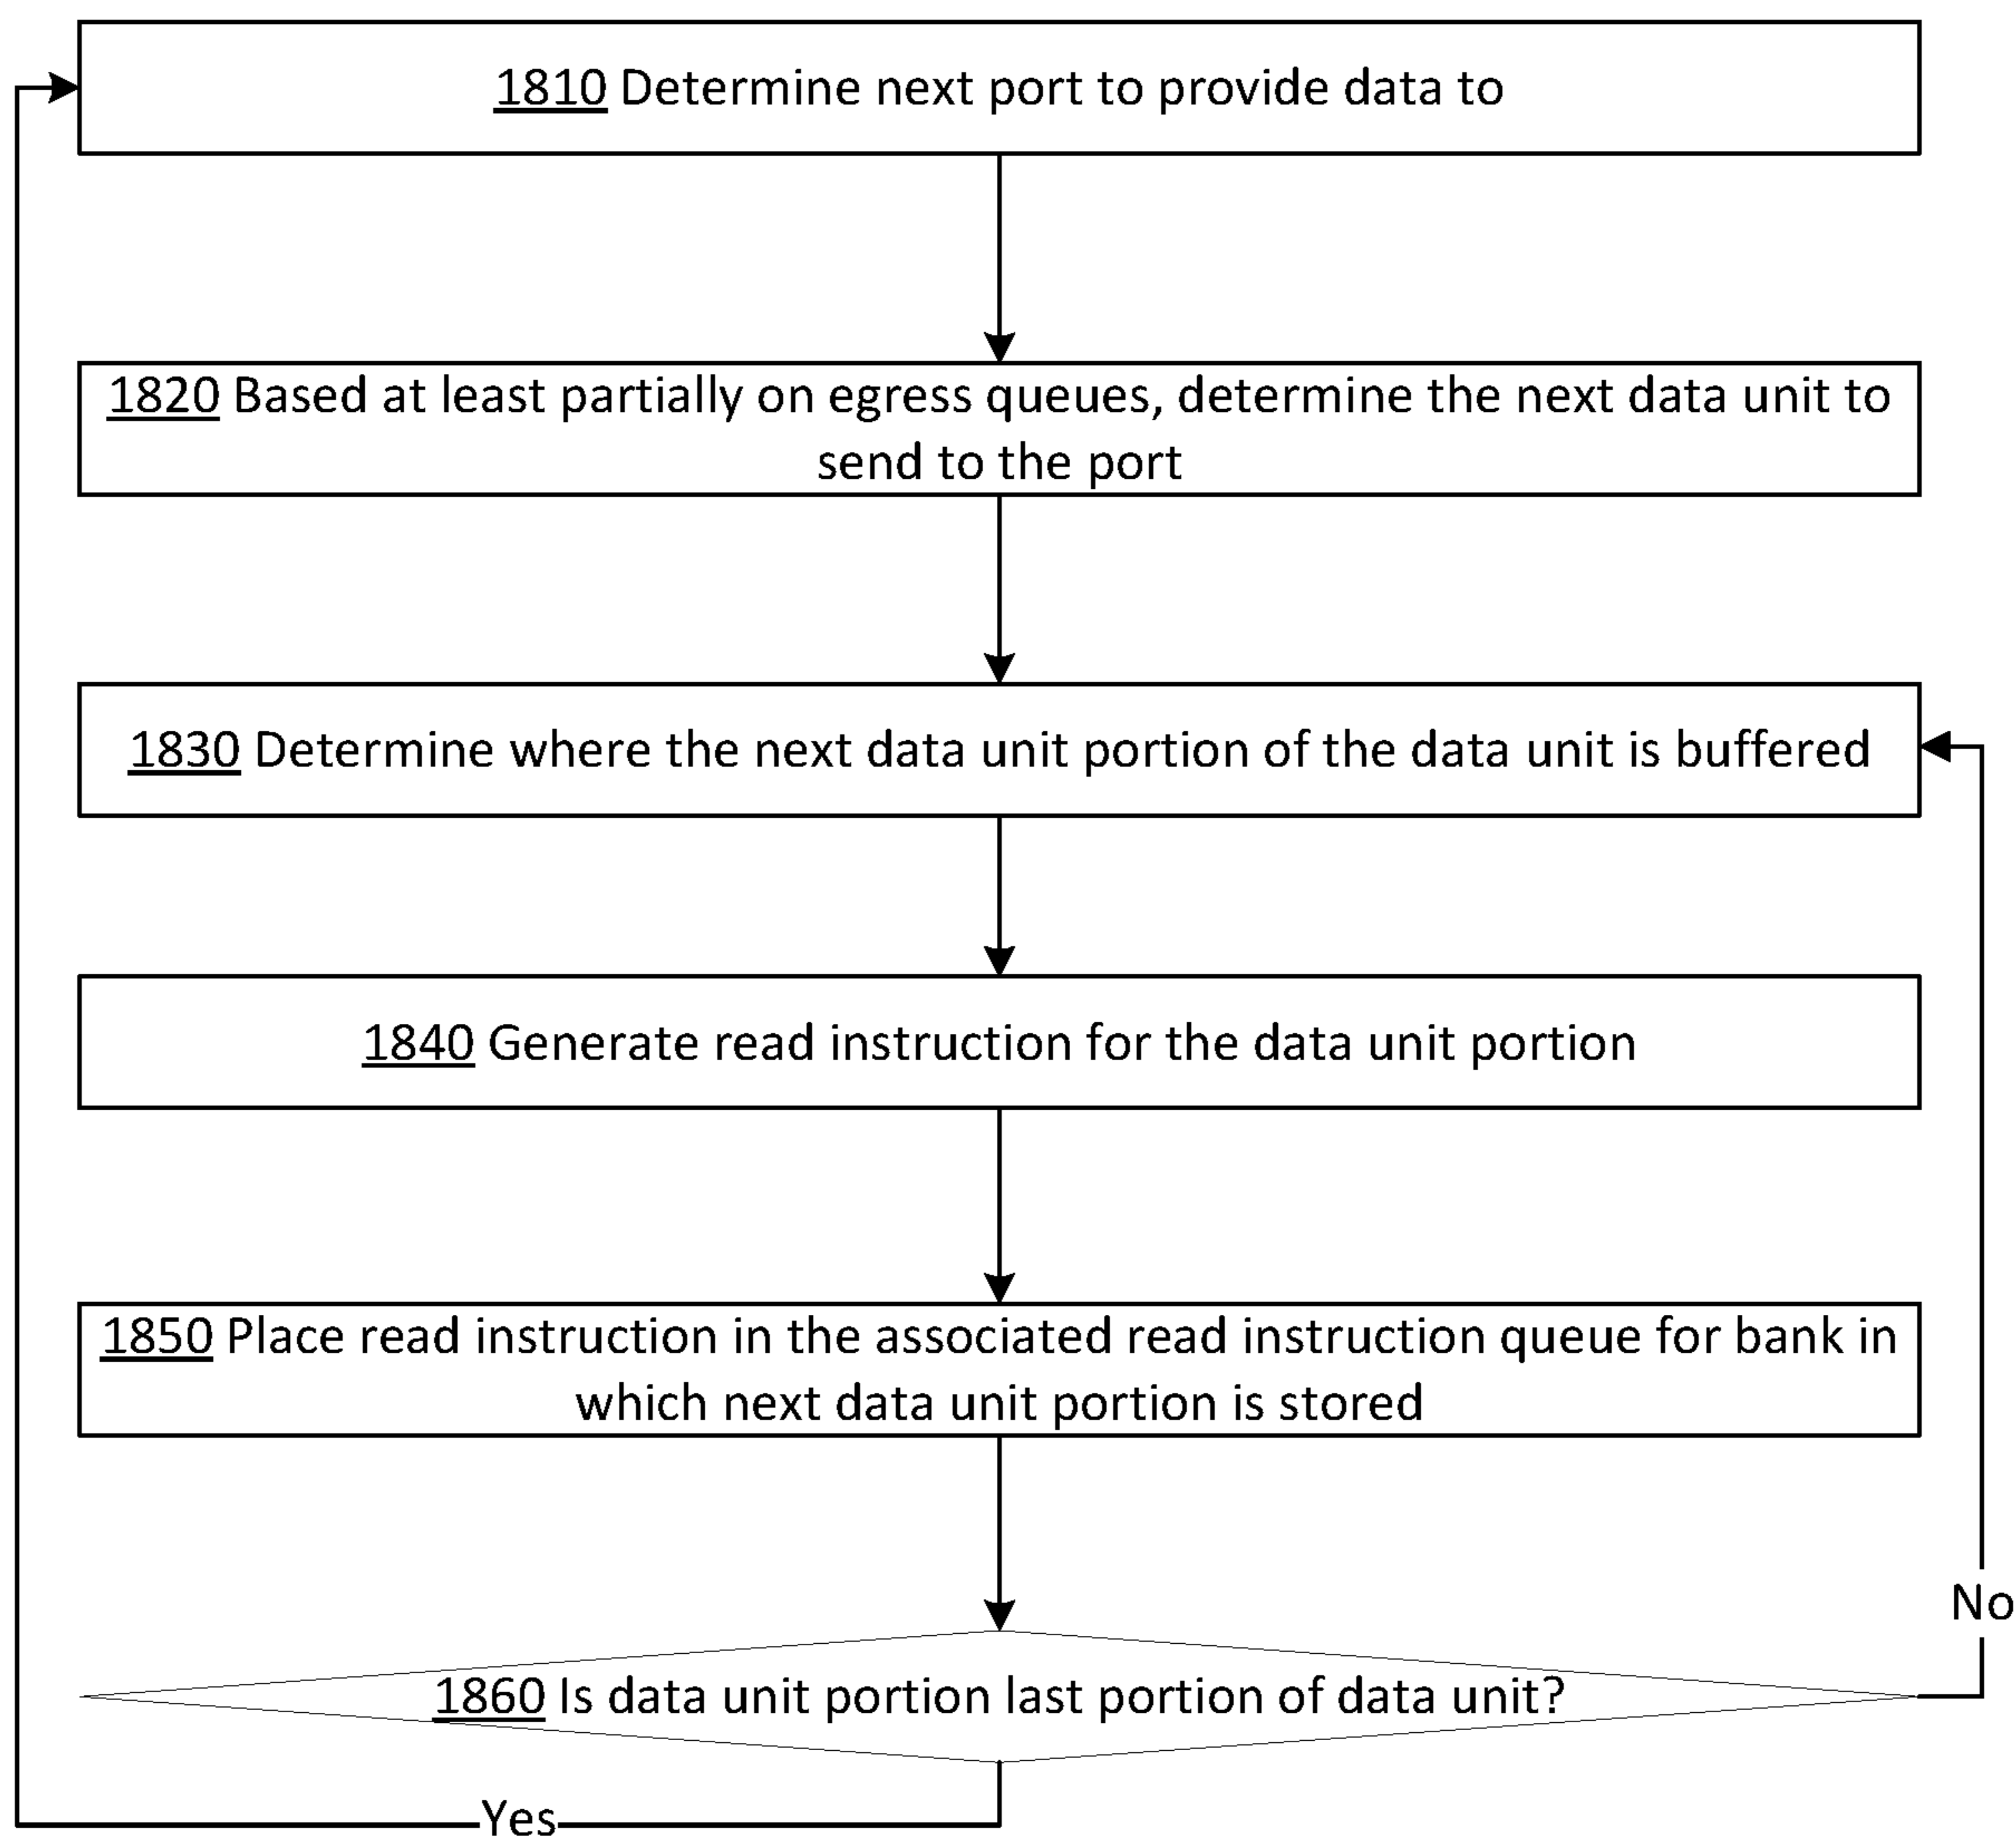 1810 Determine next port to provide data to
1820 Based at least partially on egress queues, determine the next data unit to
send to the port
1830 Determine where the next data unit portion of the data unit is buffered
1840 Generate read instruction for the data unit portion
1850 Place read instruction in the associated read instruction queue for bank in
which next data unit portion is stored
No
1860 Is data unit portion last portion of data unit?
Yes